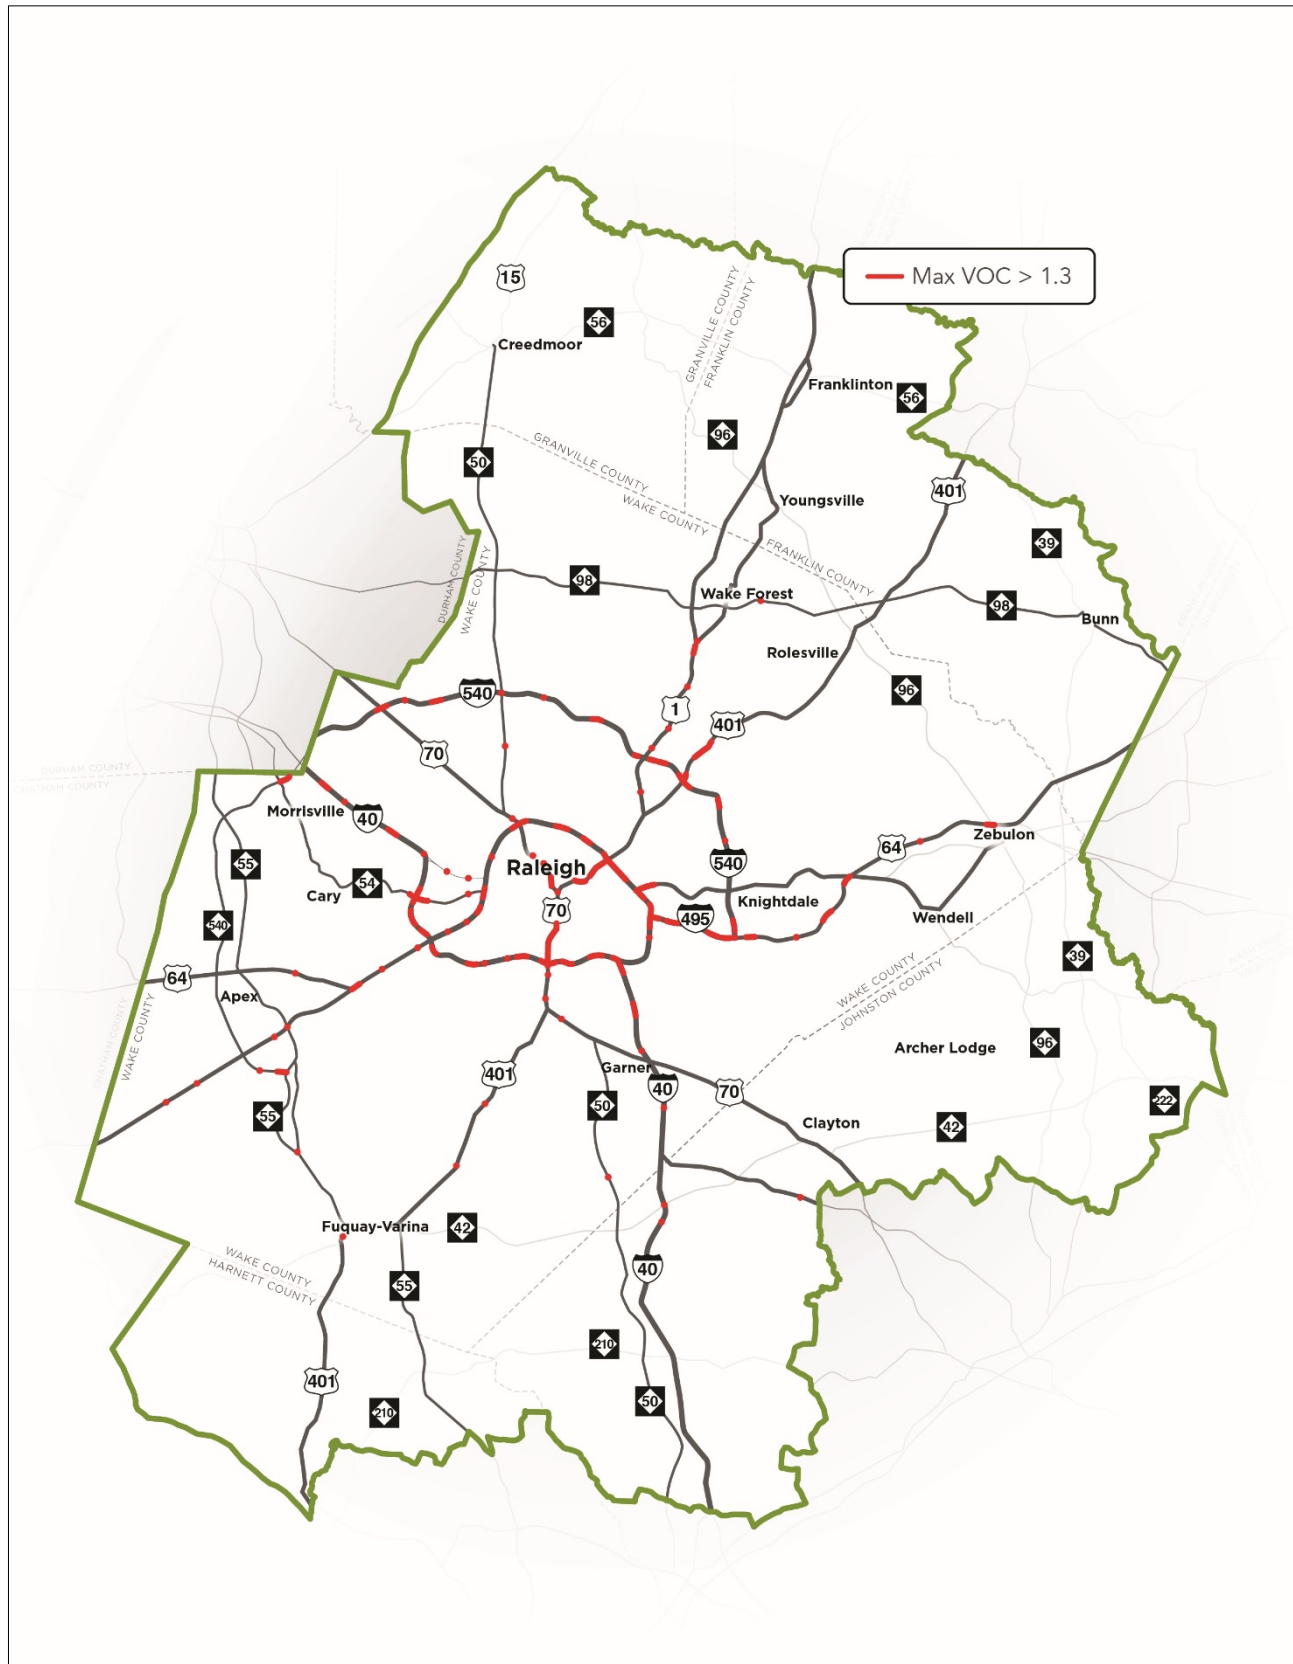 Max VOC > 1.3
15
56
Creedmoor
GRANVILLE COUNTY
FRANKLIN COUNTY
Franklinton
56
96
50
GRANVILLE COUNTY
WAKE COUNTY
401
Youngsville
39
FRANKLIN COUNTY
DURHAM COUNTY
WAKE COUNTY
98
Wake Forest
98
Bunn
Rolesville
540
96
1
401
70
DURHAM COUNTY
CHATHAM COUNTY
Morrisville
40
64
Zebulon
55
Raleigh
540
54
Cary
Knightdale
70
495
Wendell
540
64
39
WAKE COUNTY
JOHNSTON COUNTY
Apex
CHATHAM COUNTY
WAKE COUNTY
Archer Lodge
96
401
Garner
40
70
222
55
50
Clayton
42
Fuquay-Varina
42
WAKE COUNTY
HARNETT COUNTY
40
55
210
401
50
210